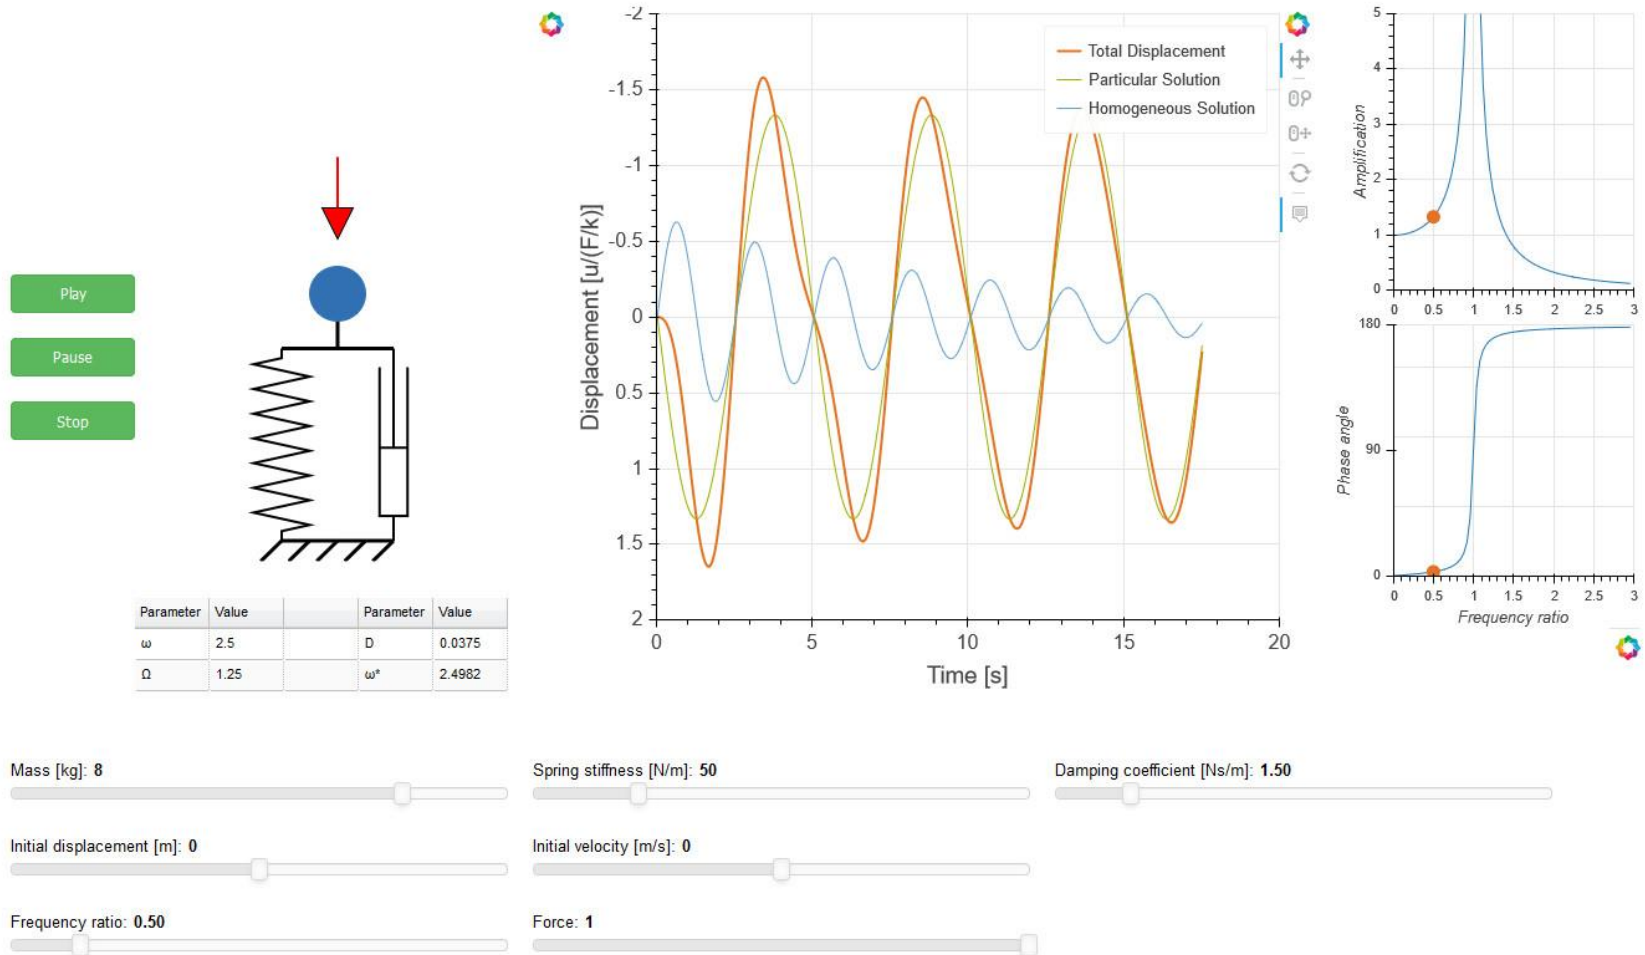 Play
Pause
Stop
Parameter Value Parameter Value
ω 2.5 D 0.0375
Ω 1.25 ω* 2.4982
Total Displacement
Particular Solution
Homogeneous Solution
-2
-1.5
-1
-0.5
0
0.5
1
1.5
2
Displacement [u/(F/k)]
0 5 10 15 20
Time [s]
5
4
3
2
1
0
Amplification
0 0.5 1 1.5 2 2.5 3
180
90
0
Phase angle
0 0.5 1 1.5 2 2.5 3
Frequency ratio
Mass [kg]: 8
Spring stiffness [N/m]: 50
Damping coefficient [Ns/m]: 1.50
Initial displacement [m]: 0
Initial velocity [m/s]: 0
Frequency ratio: 0.50
Force: 1